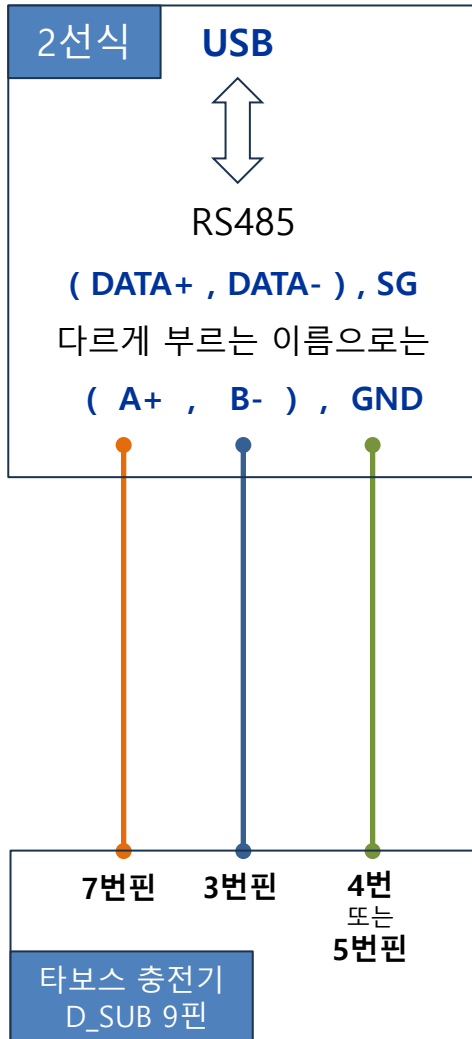 2선식 USB
RS485
( DATA+ , DATA- ) , SG
다르게 부르는 이름으로는
( A+ , B- ) , GND
7번핀 3번핀 4번
또는
5번핀
타보스 충전기
D_SUB 9핀